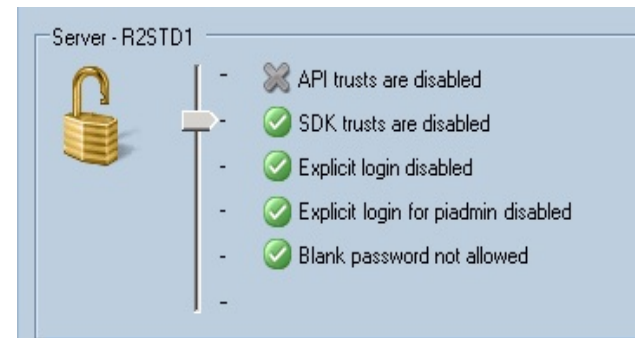 Server - R2STD1
API trusts are disabled
SDK trusts are disabled
Explicit login disabled
Explicit login for piadmin disabled
Blank password not allowed